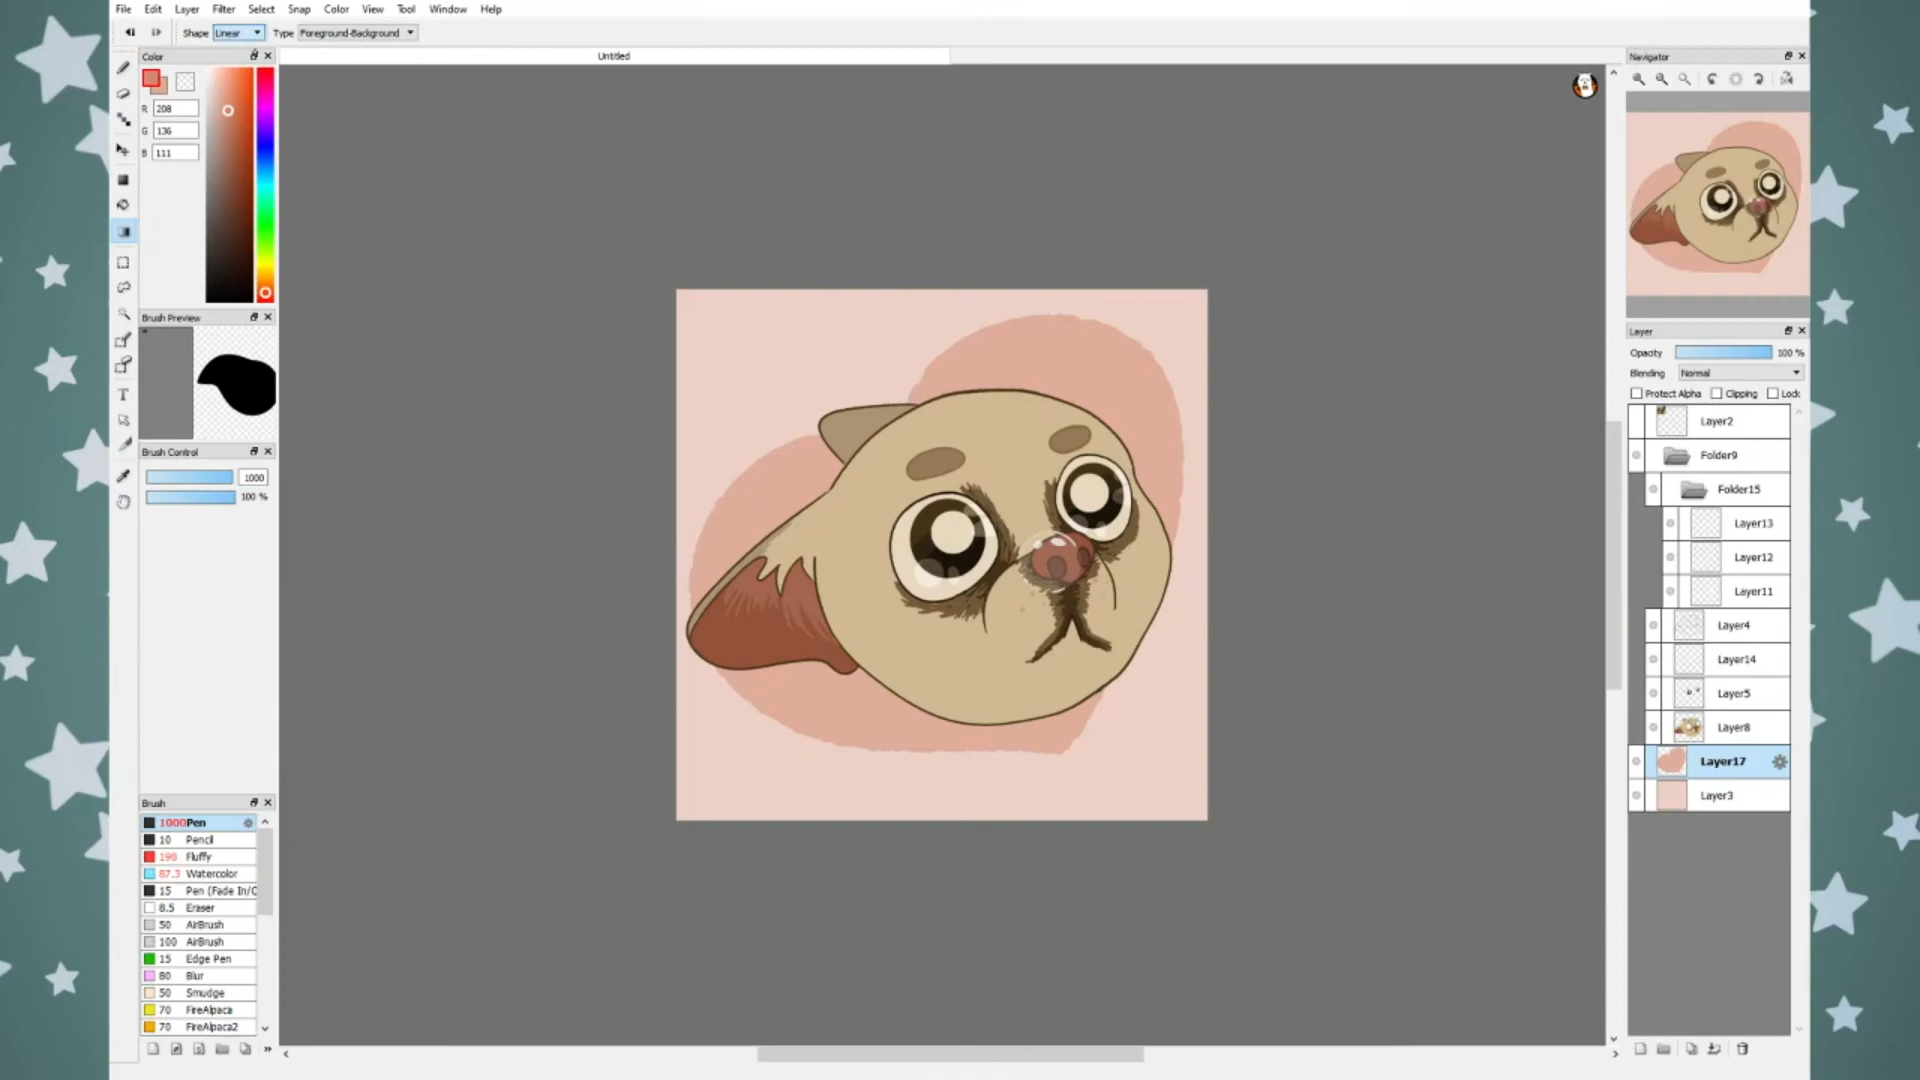 File Edit Layer Filter Select Snap Color View Tool Window Help
Shape Linear Type Foreground-Background
Color
Untitled
Navigator
R 208
G 136
B 111
Brush Preview
Layer
Opacity 100 %
Blending Normal
Protect Alpha Clipping Lock
Layer2
Folder9
Folder15
Layer13
Layer12
Layer11
Layer4
Layer14
Layer5
Layer8
Layer17
Layer3
Brush Control
1000
100 %
Brush
1000 Pen
10 Pencil
198 Fluffy
87.3 Watercolor
15 Pen (Fade In/O
8.5 Eraser
50 AirBrush
100 AirBrush
15 Edge Pen
80 Blur
50 Smudge
70 FireAlpaca
70 FireAlpaca2